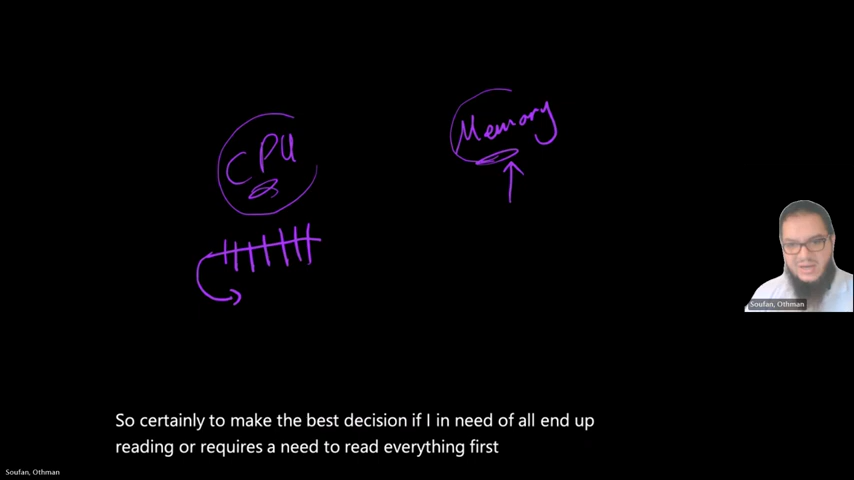 CPU
Memory
Soufan, Othman
So certainly to make the best decision if I in need of all end up
reading or requires a need to read everything first
Soufan, Othman